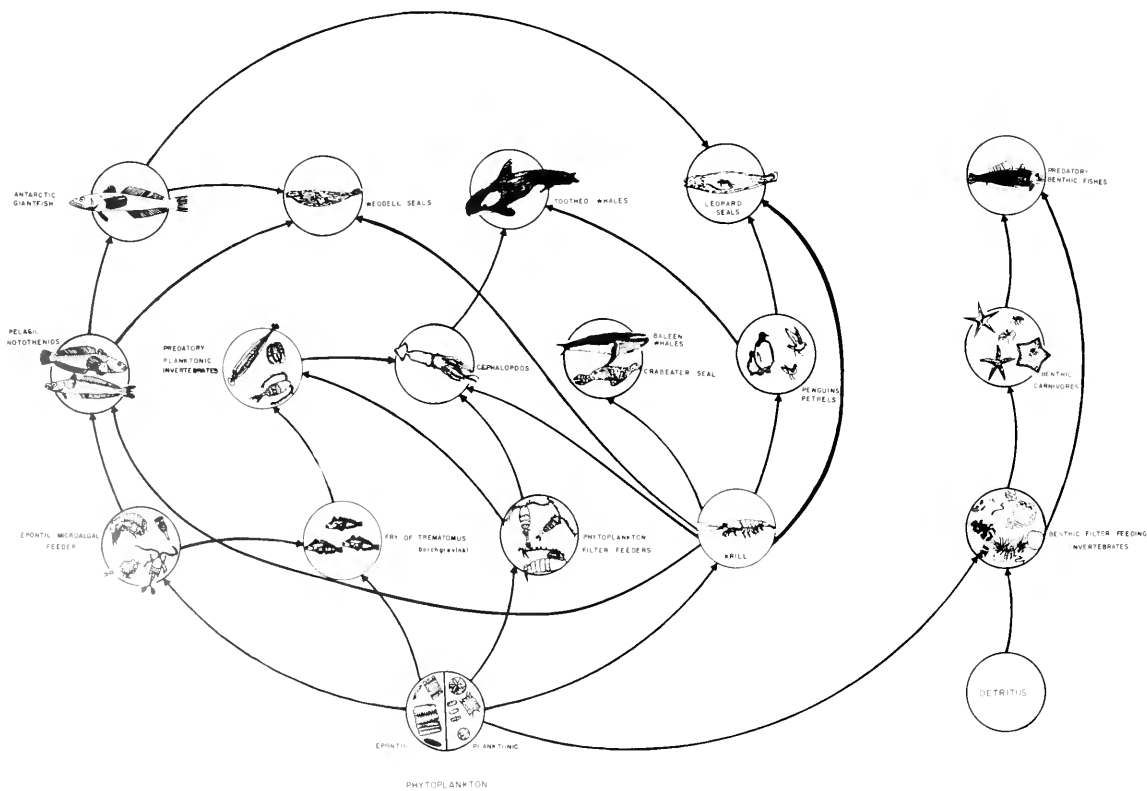 ANTARCTIC
GIANTFISH
WEDDELL SEALS
TOOTHED WHALES
LEOPARD
SEALS
PREDATORY
BENTHIC FISHES
PELAGIC
NOTOTHENIDS
PREDATORY
PLANKTONIC
INVERTEBRATES
CEPHALOPODS
BALEEN
WHALES
CRABEATER SEAL
PENGUINS
PETRELS
BENTHIC
CARNIVORES
EPONTIC MICROALGAL
FEEDER
FRY OF TREMATOMUS
borchgrevinki
PHYTOPLANKTON
FILTER FEEDERS
KRILL
BENTHIC FILTER FEEDING
INVERTEBRATES
DETRITUS
EPONTIC
PLANKTONIC
PHYTOPLANKTON